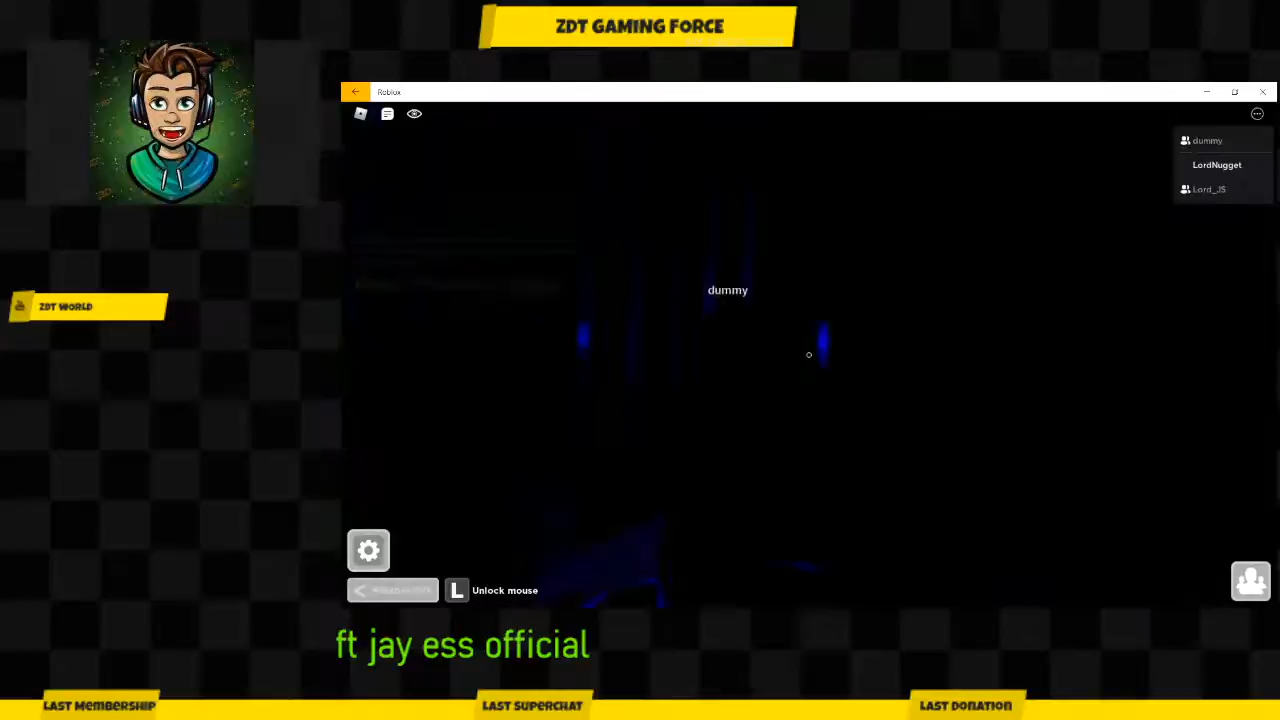 ZDT GAMING FORCE
Roblox
dummy
LordNugget
Lord_JS
ZDT WORLD
dummy
L Unlock mouse
ft jay ess official
LAST MEMBERSHIP
LAST SUPERCHAT
LAST DONATION